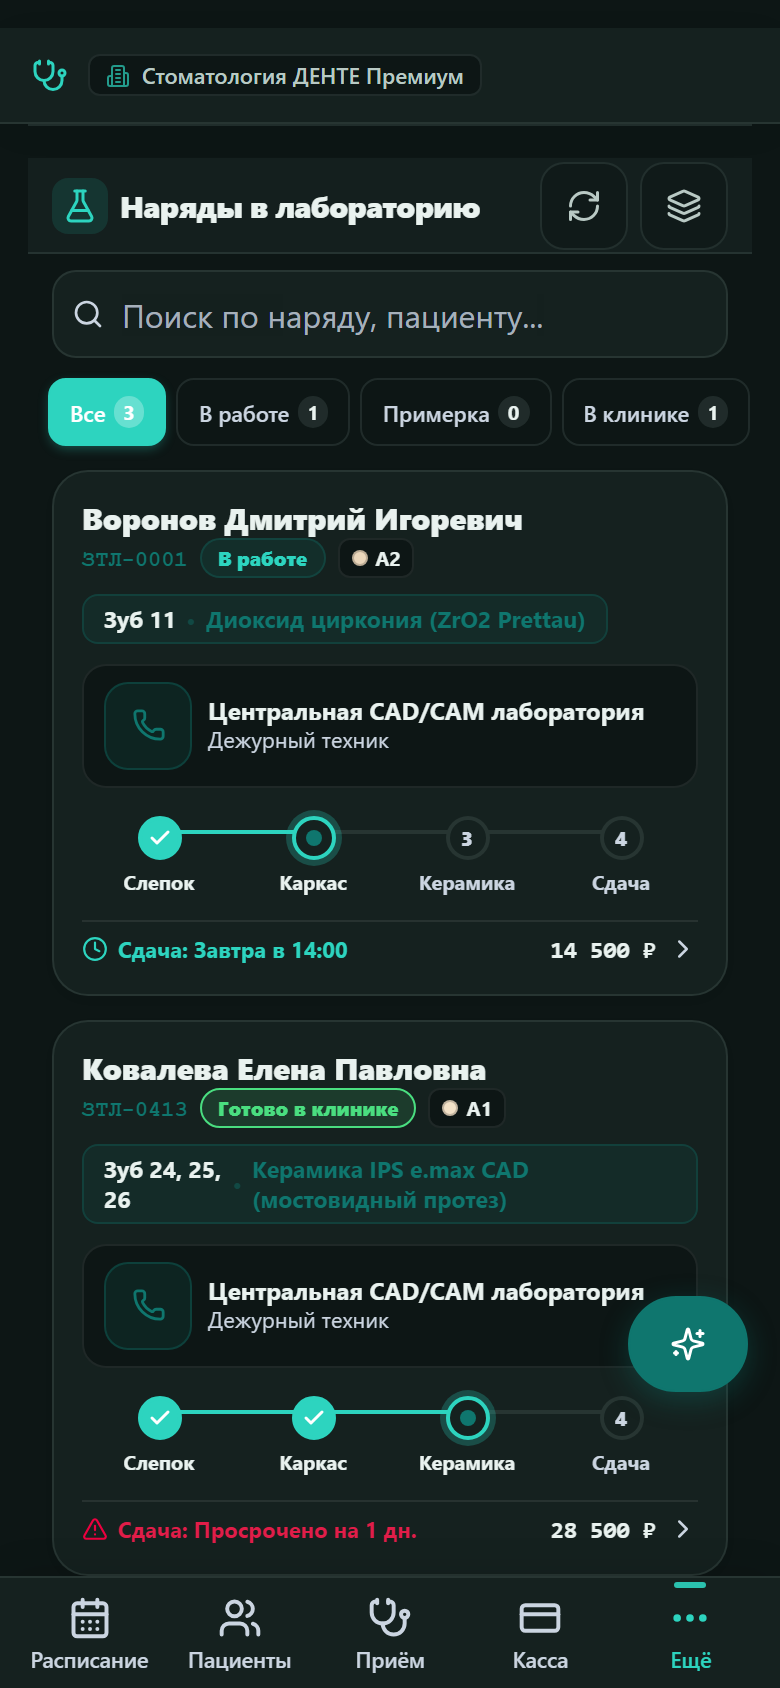 Стоматология ДЕНТЕ Премиум
Наряды в лабораторию
Поиск по наряду, пациенту...
Все 3
В работе 1
Примерка 0
В клинике 1
Воронов Дмитрий Игоревич
ЗТЛ-0001 В работе A2
Зуб 11 • Диоксид циркония (ZrO2 Prettau)
Центральная CAD/CAM лаборатория
Дежурный техник
3 4
Слепок Каркас Керамика Сдача
Сдача: Завтра в 14:00 14 500 ₽
Ковалева Елена Павловна
ЗТЛ-0413 Готово в клинике A1
Зуб 24, 25, 26 • Керамика IPS e.max CAD (мостовидный протез)
Центральная CAD/CAM лаборатория
Дежурный техник
4
Слепок Каркас Керамика Сдача
Сдача: Просрочено на 1 дн. 28 500 ₽
Расписание Пациенты Приём Касса Ещё